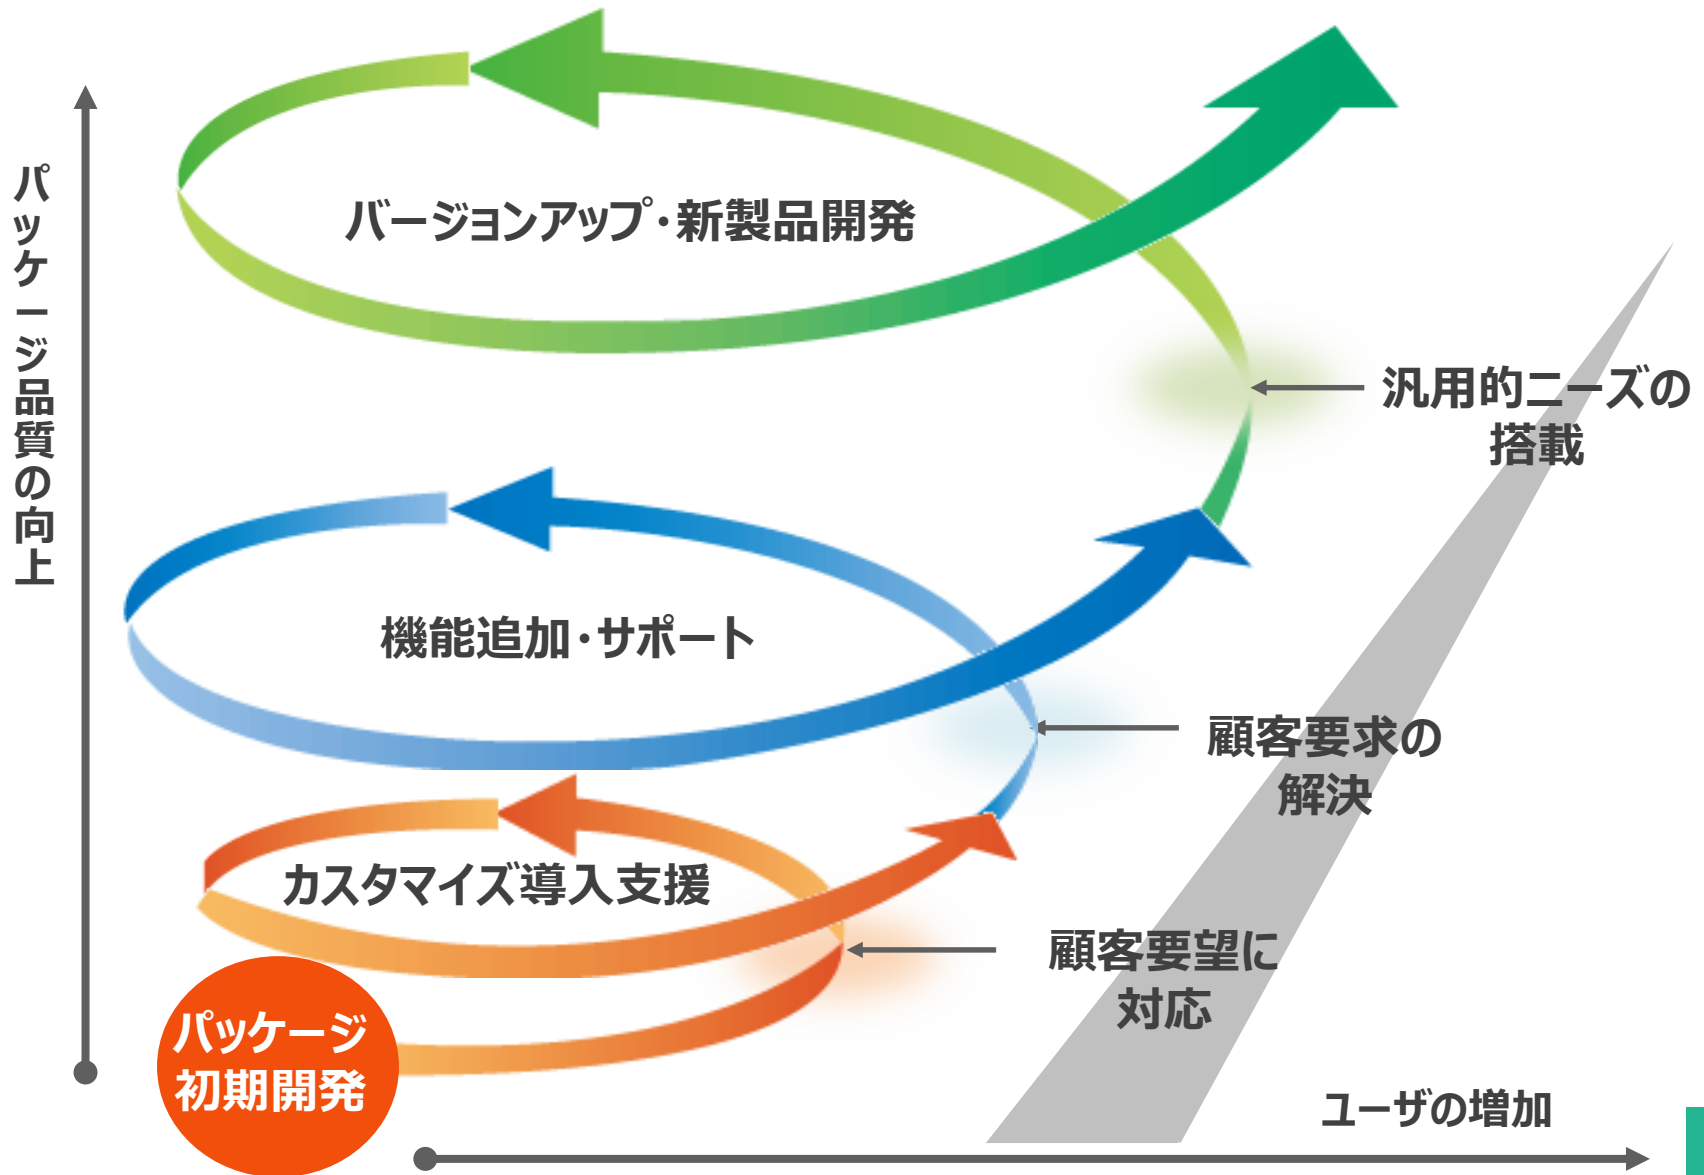 パッケージ品質の向上
バージョンアップ・新製品開発
汎用的ニーズの
搭載
機能追加・サポート
顧客要求の
解決
カスタマイズ導入支援
顧客要望に
対応
パッケージ
初期開発
ユーザの増加